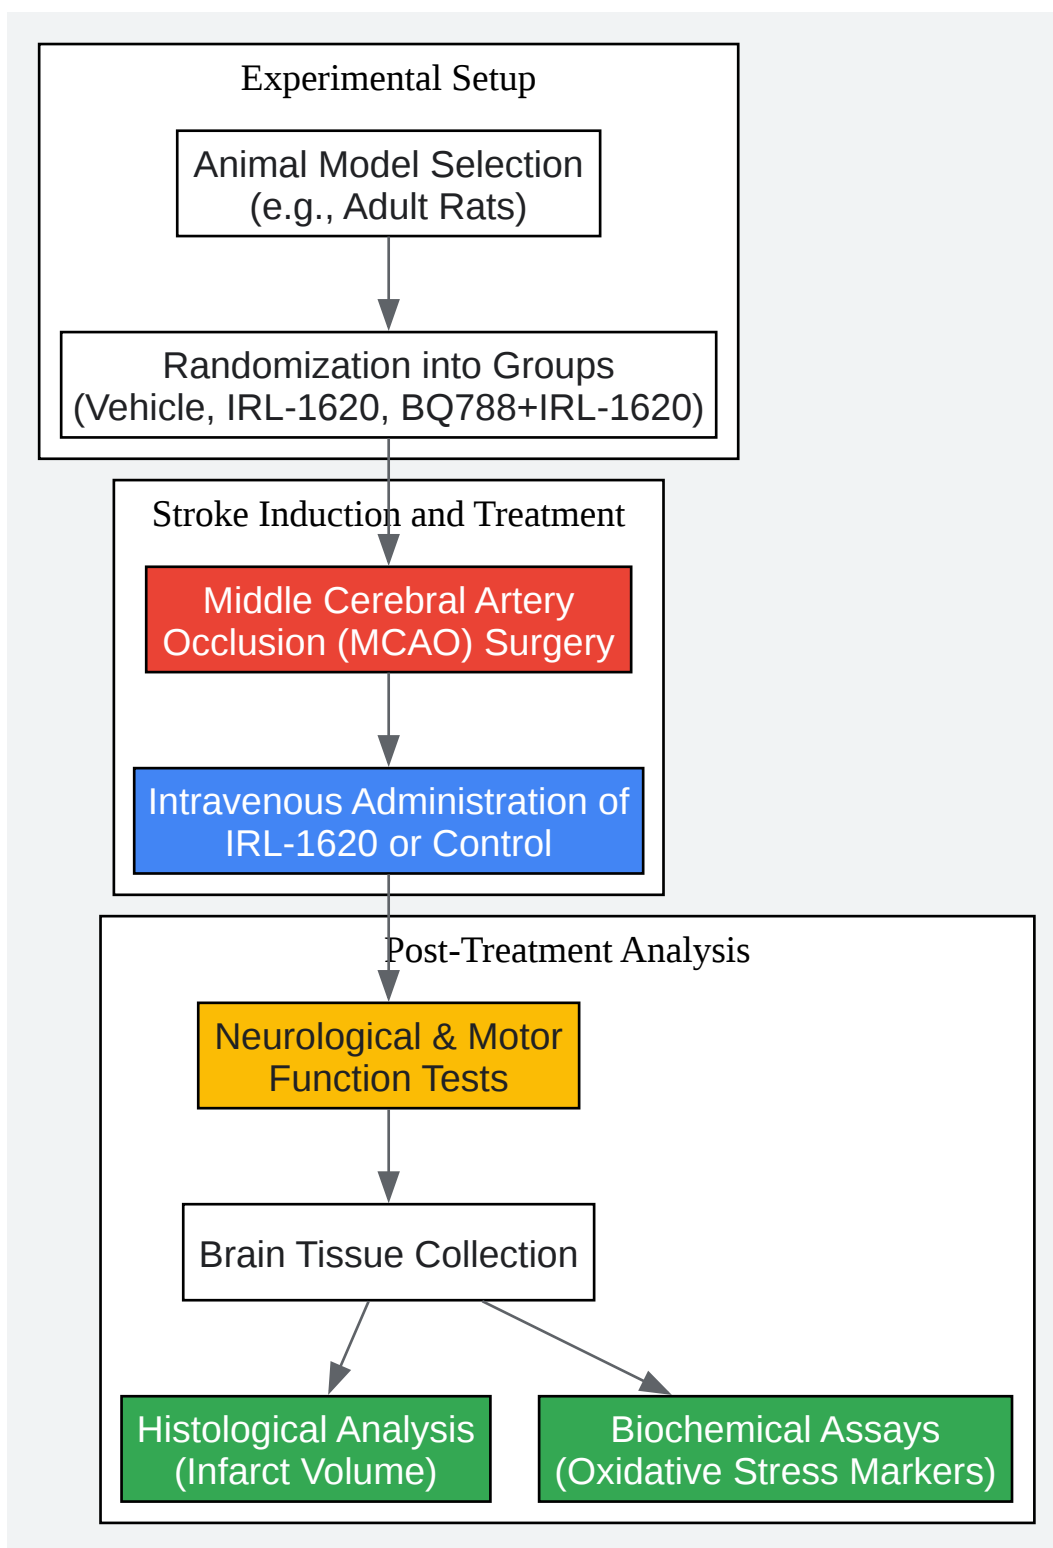 Experimental Setup
Animal Model Selection
(e.g., Adult Rats)
Randomization into Groups
(Vehicle, IRL-1620, BQ788+IRL-1620)
Stroke Induction and Treatment
Middle Cerebral Artery
Occlusion (MCAO) Surgery
Intravenous Administration of
IRL-1620 or Control
Post-Treatment Analysis
Neurological & Motor
Function Tests
Brain Tissue Collection
Histological Analysis
(Infarct Volume)
Biochemical Assays
(Oxidative Stress Markers)